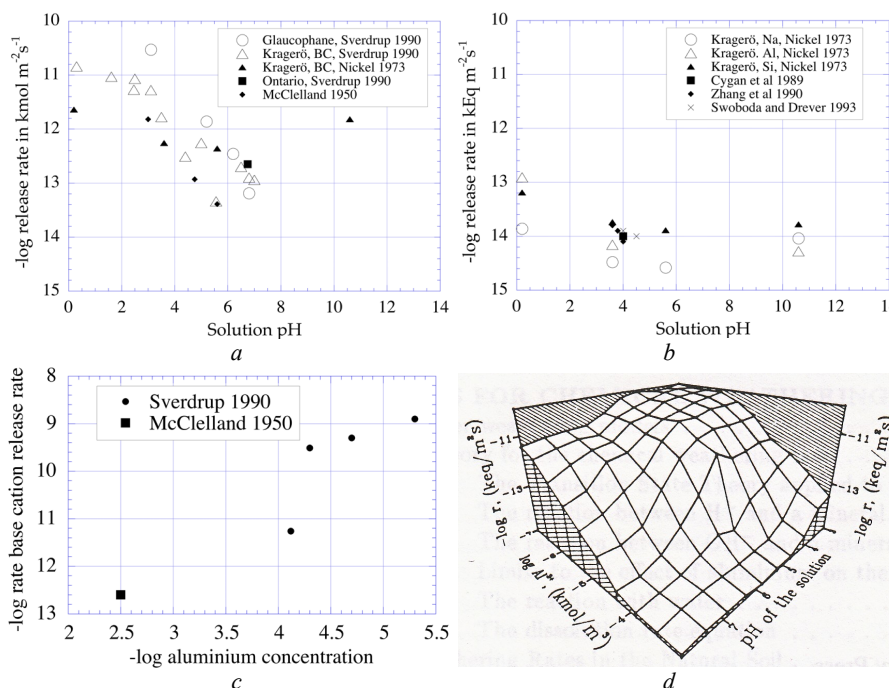 Glaucophane, Sverdrup 1990
Kragerö, BC, Sverdrup 1990
Kragerö, BC, Nickel 1973
Ontario, Sverdrup 1990
McClelland 1950
-log release rate in kmol m⁻²s⁻¹
10
11
12
13
14
15
0 2 4 6 8 10 12 14
Solution pH
a
Kragerö, Na, Nickel 1973
Kragerö. Al, Nickel 1973
Kragerö, Si, Nickel 1973
Cygan et al 1989
Zhang et al 1990
Swoboda and Drever 1993
-log release rate in kEq m⁻²s⁻¹
10
11
12
13
14
15
0 2 4 6 8 10 12 14
Solution pH
b
Sverdrup 1990
McClelland 1950
-log rate base cation release rate
8
9
10
11
12
13
2 2.5 3 3.5 4 4.5 5 5.5
-log aluminium concentration
c
-log r, (keq/m²s)
-11
-13
log Al³⁺, (kmol/m³)
pH of the solution
-log r, (keq/m²s)
-11
-13
d